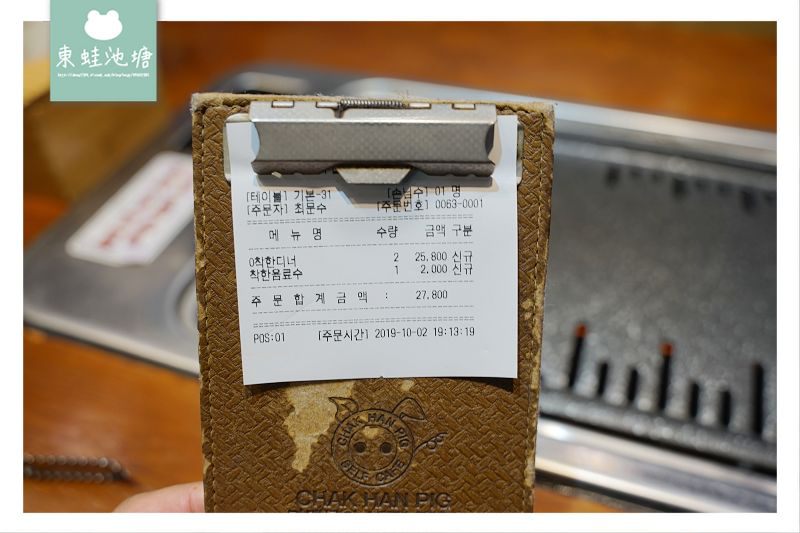 東蛙池塘
[테이블] 기본-31 [손님수] 01 명
[주문자] 최문수 [주문번호] 0063-0001
메 뉴 명 수량 금액 구분
0착한디너 2 25,800 신규
착한음료수 1 2,000 신규
주 문 합 계 금 액 : 27,800
POS:01 [주문시간] 2019-10-02 19:13:19
CHAK HAN PIG
SELF CAFE
CHAK HAN PIG